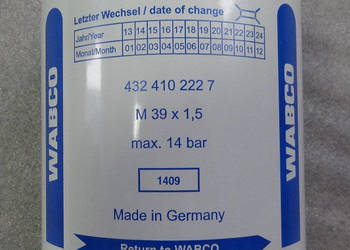 Letzter Wechsel / date of change
Jahr/Year 13 14 15 16 17 18 19 20 21 22 23 24
Monat/Month 01 02 03 04 05 06 07 08 09 10 11 12
WABCO
432 410 222 7
M 39 x 1,5
max. 14 bar
1409
Made in Germany
WABCO
Return to WABCO